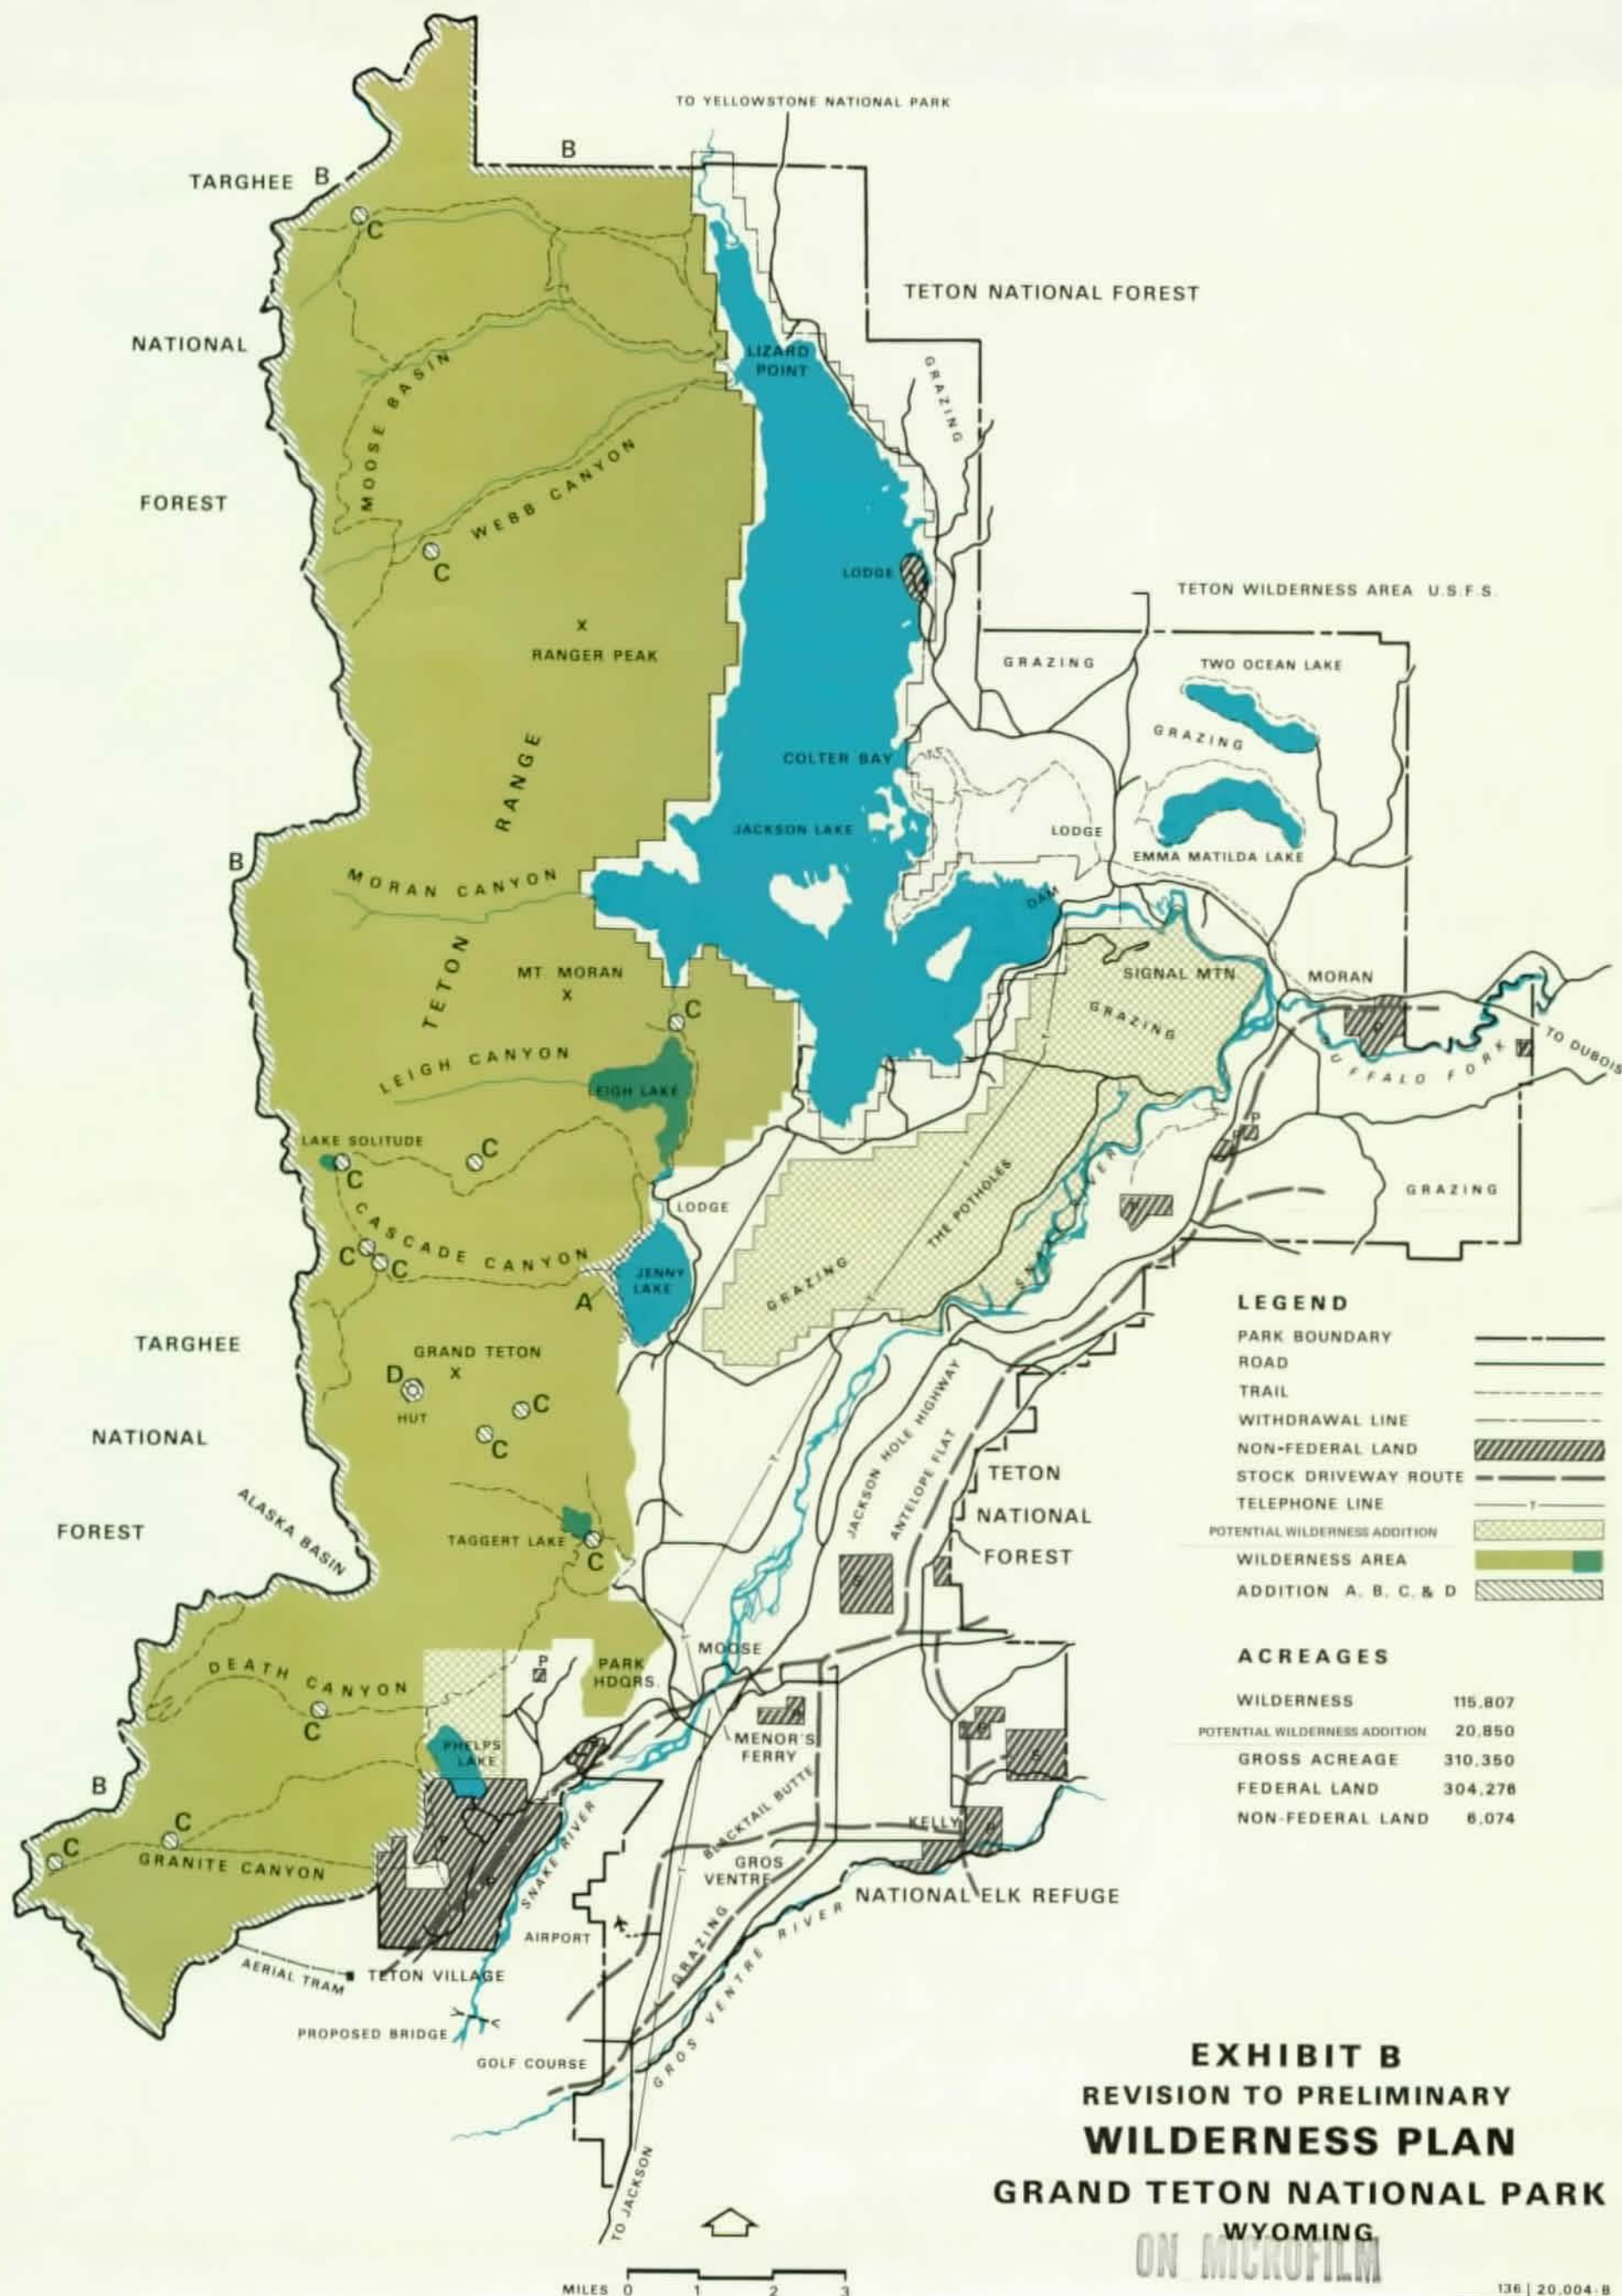 TO YELLOWSTONE NATIONAL PARK
B
TARGHEE B
C
TETON NATIONAL FOREST
NATIONAL
LIZARD
POINT
GRAZING
MOOSE BASIN
WEBB CANYON
FOREST
C
LODGE
TETON WILDERNESS AREA U.S.F.S.
X
RANGER PEAK
GRAZING
TWO OCEAN LAKE
GRAZING
RANGE
COLTER BAY
JACKSON LAKE
LODGE
EMMA MATILDA LAKE
B
MORAN CANYON
DAM
TETON
MT. MORAN
X
SIGNAL MTN
MORAN
C
GRAZING
TO DUBOIS
LEIGH CANYON
EIGH LAKE
UFFALO FORK
P
LAKE SOLITUDE
C
C
THE POTHOLES
SNAKE RIVER
GRAZING
LODGE
CASCADE CANYON
C
C
JENNY
LAKE
GRAZING
A
TARGHEE
GRAND TETON
X
D
HUT
C
C
NATIONAL
JACKSON HOLE HIGHWAY
ANTELOPE FLAT
TETON
NATIONAL
FOREST
ALASKA BASIN
FOREST
TAGGERT LAKE
C
T
S
LEGEND
PARK BOUNDARY
ROAD
TRAIL
WITHDRAWAL LINE
NON-FEDERAL LAND
STOCK DRIVEWAY ROUTE
TELEPHONE LINE T
POTENTIAL WILDERNESS ADDITION
WILDERNESS AREA
ADDITION A, B, C, & D
MOOSE
DEATH CANYON
C
P
PARK
HDQRS.
PHELPS
LAKE
MENOR'S
FERRY
S
B
C
C
GRANITE CANYON
BLACKTAIL BUTTE
KELLY
GROS
VENTRE
NATIONAL ELK REFUGE
SNAKE RIVER
AIRPORT
GRAZING
GROS VENTRE RIVER
AERIAL TRAM
TETON VILLAGE
PROPOSED BRIDGE
GOLF COURSE
TO JACKSON
ACREAGES
WILDERNESS 115,807
POTENTIAL WILDERNESS ADDITION 20,850
GROSS ACREAGE 310,350
FEDERAL LAND 304,276
NON-FEDERAL LAND 6,074
EXHIBIT B
REVISION TO PRELIMINARY
WILDERNESS PLAN
GRAND TETON NATIONAL PARK
WYOMING
ON MICROFILM
MILES 0 1 2 3
136 | 20,004-B